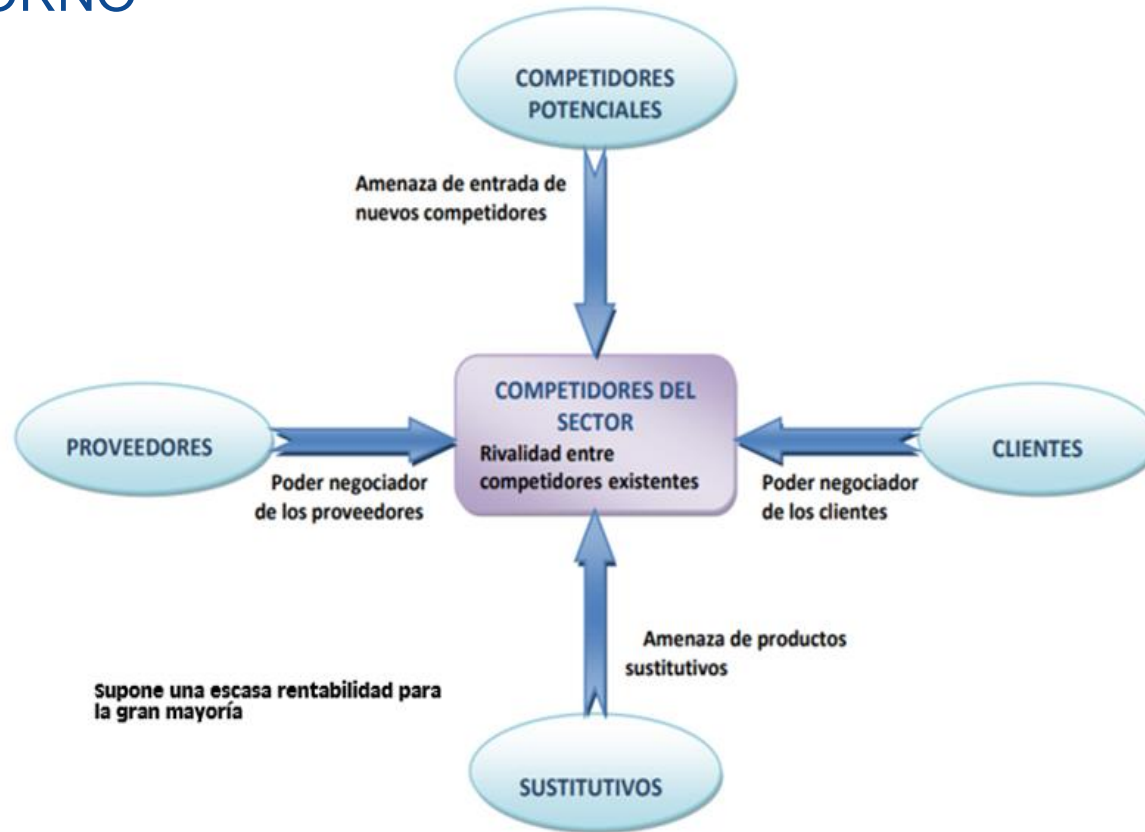 COMPETIDORES
POTENCIALES
Amenaza de entrada de
nuevos competidores
COMPETIDORES DEL
SECTOR
Rivalidad entre
competidores existentes
PROVEEDORES
Poder negociador
de los proveedores
CLIENTES
Poder negociador
de los clientes
Amenaza de productos
sustitutivos
Supone una escasa rentabilidad para
la gran mayoría
SUSTITUTIVOS